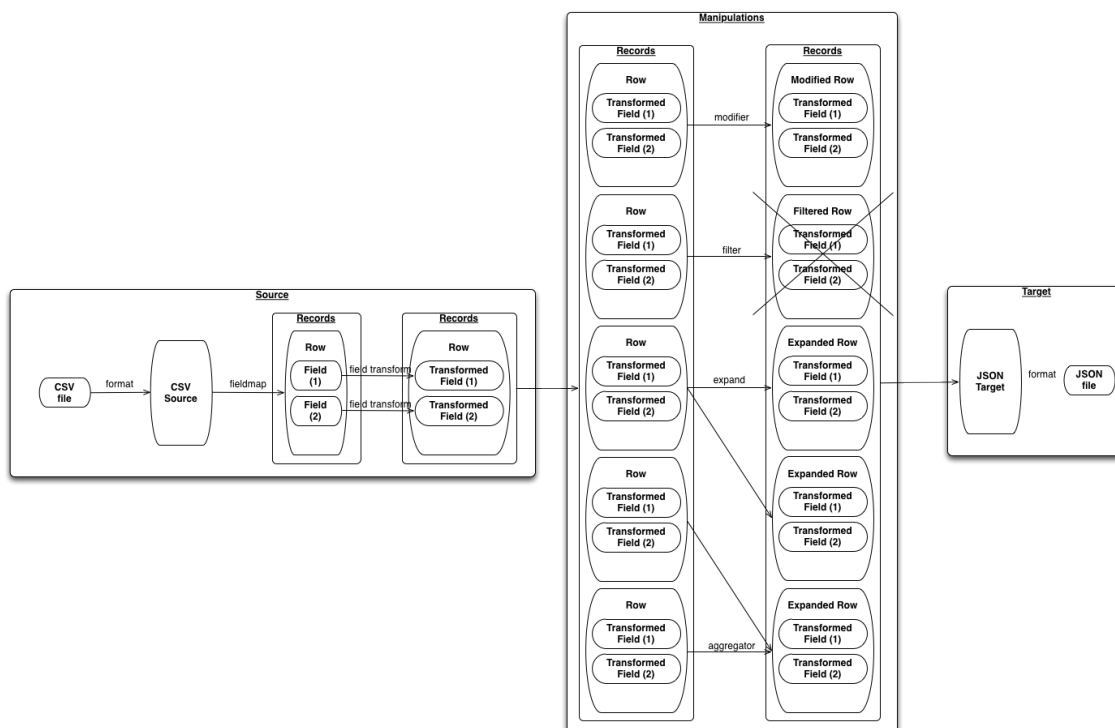 Source
CSV
file
format
CSV
Source
fieldmap
Records
Row
Field
(1)
Field
(2)
field transform
field transform
Records
Row
Transformed
Field (1)
Transformed
Field (2)
Manipulations
Records
Row
Transformed
Field (1)
Transformed
Field (2)
Row
Transformed
Field (1)
Transformed
Field (2)
Row
Transformed
Field (1)
Transformed
Field (2)
Row
Transformed
Field (1)
Transformed
Field (2)
Row
Transformed
Field (1)
Transformed
Field (2)
modifier
filter
expand
aggregator
Records
Modified Row
Transformed
Field (1)
Transformed
Field (2)
Filtered Row
Transformed
Field (1)
Transformed
Field (2)
Expanded Row
Transformed
Field (1)
Transformed
Field (2)
Expanded Row
Transformed
Field (1)
Transformed
Field (2)
Expanded Row
Transformed
Field (1)
Transformed
Field (2)
Target
JSON
Target
format
JSON
file